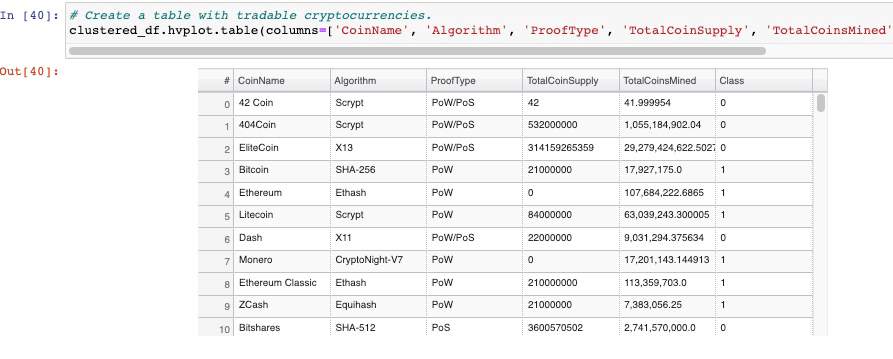 In [40]: # Create a table with tradable cryptocurrencies.
clustered_df.hvplot.table(columns=['CoinName', 'Algorithm', 'ProofType', 'TotalCoinSupply', 'TotalCoinsMined'
Out[40]:
# CoinName Algorithm ProofType TotalCoinSupply TotalCoinsMined Class
0 42 Coin Scrypt PoW/PoS 42 41.999954 0
1 404Coin Scrypt PoW/PoS 532000000 1,055,184,902.04 0
2 EliteCoin X13 PoW/PoS 314159265359 29,279,424,622.5027 0
3 Bitcoin SHA-256 PoW 21000000 17,927,175.0 1
4 Ethereum Ethash PoW 0 107,684,222.6865 1
5 Litecoin Scrypt PoW 84000000 63,039,243.300005 1
6 Dash X11 PoW/PoS 22000000 9,031,294.375634 0
7 Monero CryptoNight-V7 PoW 0 17,201,143.144913 1
8 Ethereum Classic Ethash PoW 210000000 113,359,703.0 1
9 ZCash Equihash PoW 21000000 7,383,056.25 1
10 Bitshares SHA-512 PoS 3600570502 2,741,570,000.0 0